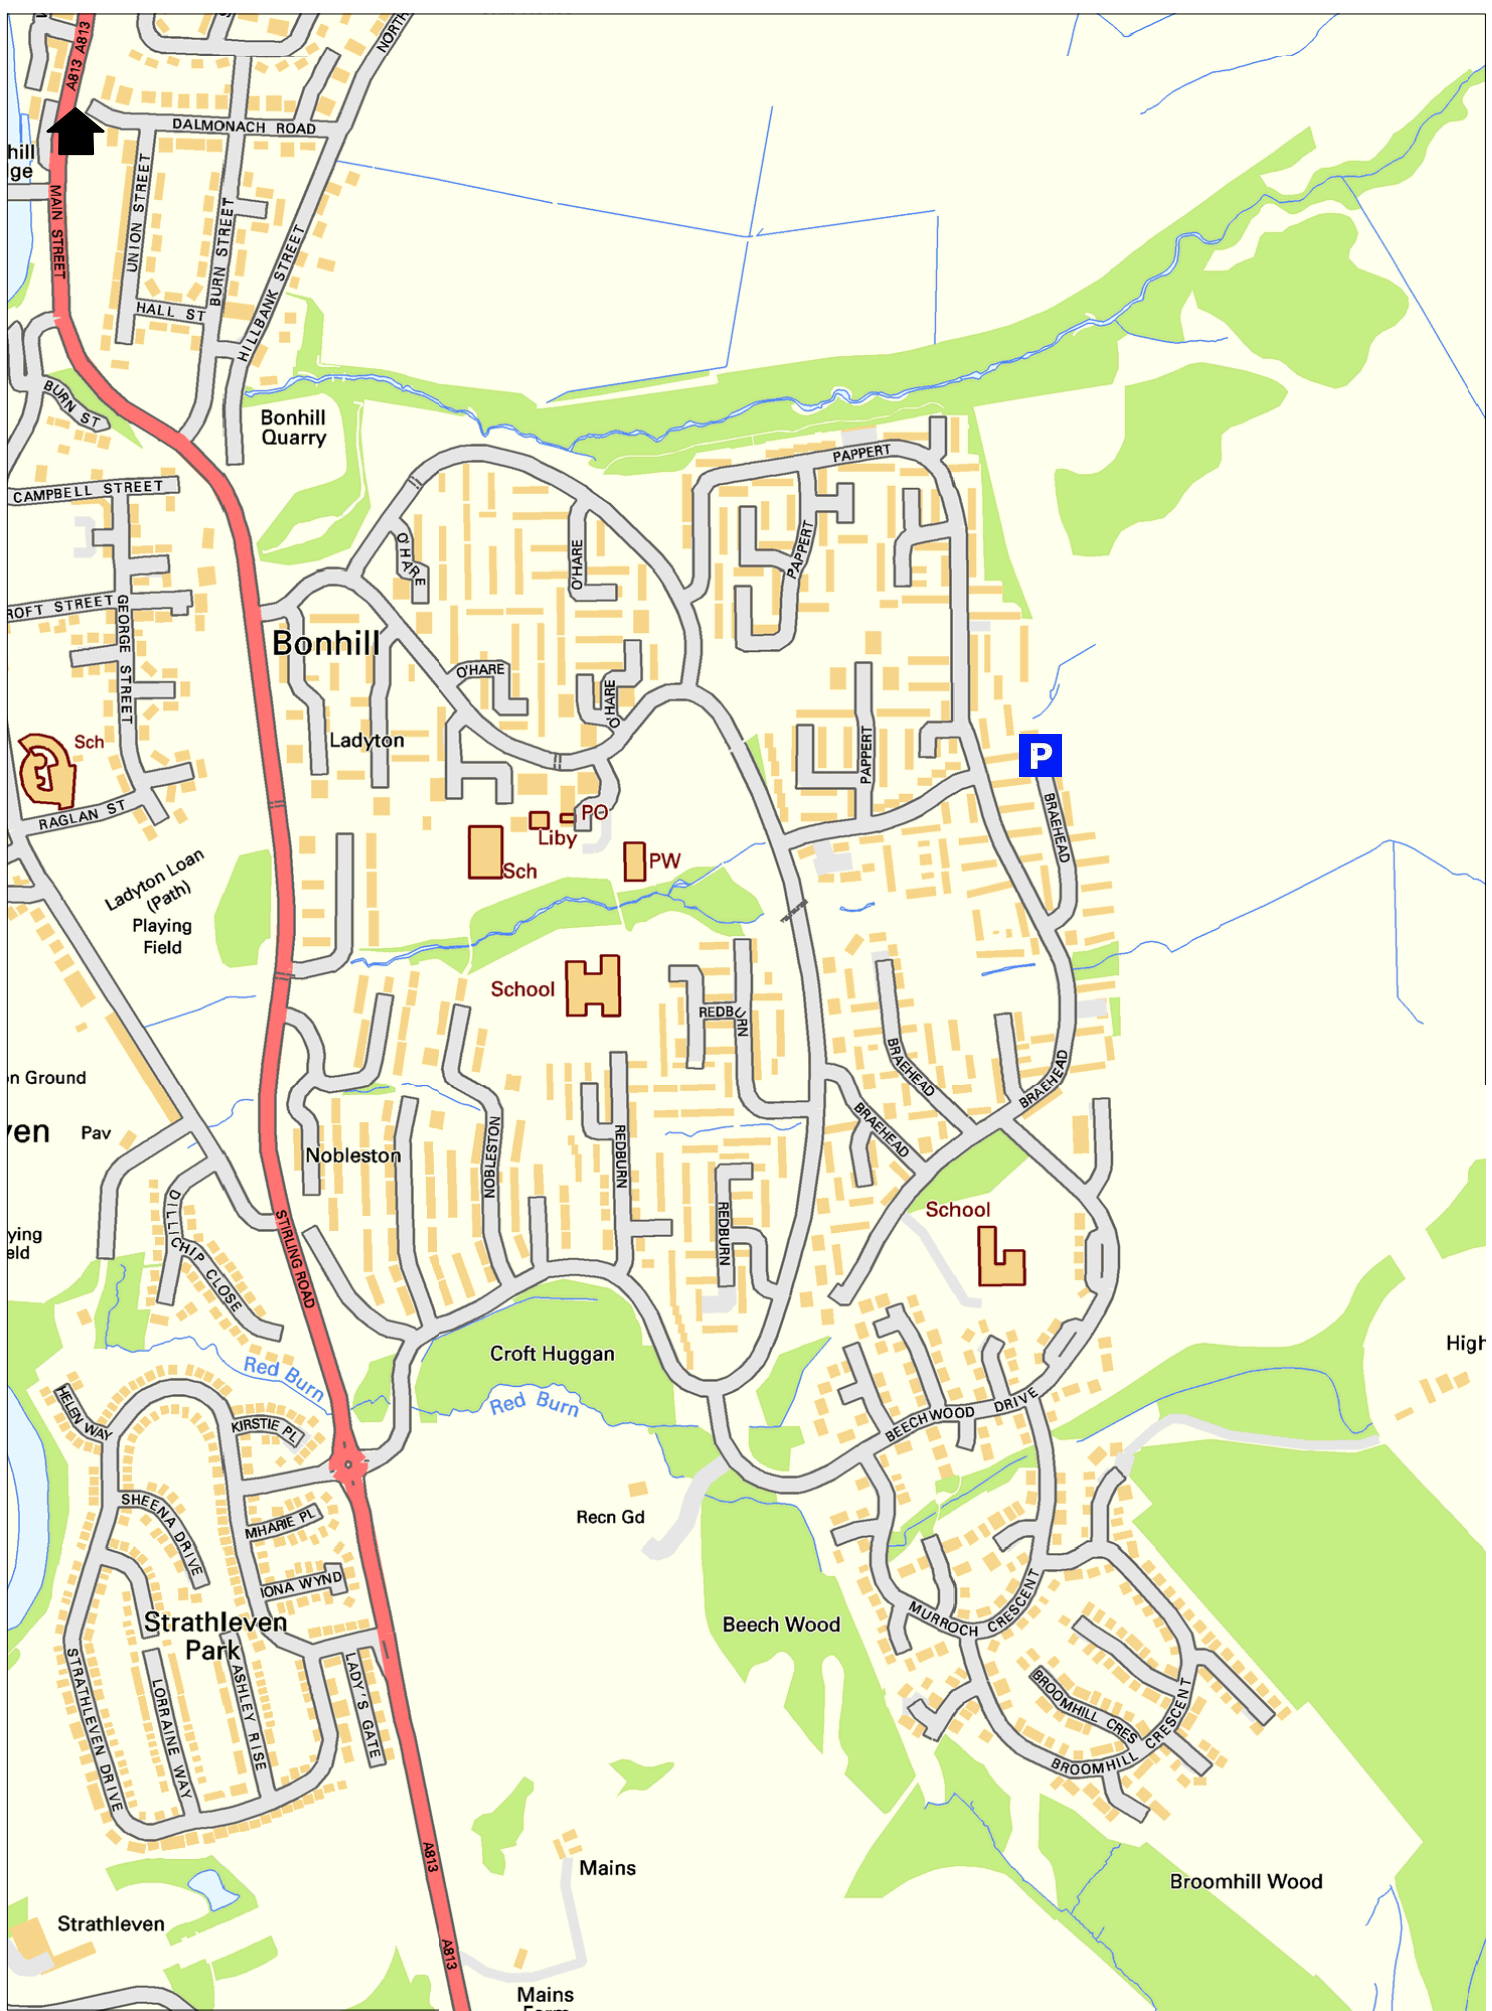 A813
A813
NORTH
DALMONACH ROAD
hill
ge
MAIN STREET
UNION STREET
BURN STREET
HILLBANK STREET
HALL ST
BURN ST
Bonhill
Quarry
PAPPERT
CAMPBELL STREET
O'HARE
O'HARE
PAPPERT
ROFT STREET
GEORGE STREET
Bonhill
O'HARE
O'HARE
Sch
Ladyton
PAPPERT
P
BRAEHEAD
RAGLAN ST
PO
Liby
Sch
PW
Ladyton Loan
(Path)
Playing
Field
School
REDBURN
REDBURN
BRAEHEAD
BRAEHEAD
on Ground
BRAEHEAD
ven
Pav
Nobleston
NOBLESTON
REDBURN
REDBURN
DILLICHIP CLOSE
STIRLING ROAD
School
ying
eld
Croft Huggan
High
Red Burn
Red Burn
HELEN WAY
KIRSTIE PL
BEECHWOOD DRIVE
SHEENA DRIVE
MHARIE PL
Recn Gd
IONA WYND
Strathleven
Park
Beech Wood
MURROCH CRESCENT
STRATHLEVEN DRIVE
LORRAINE WAY
ASHLEY RISE
LADY'S GATE
BROOMHILL CRES
BROOMHILL CRESCENT
A813
Mains
Broomhill Wood
Strathleven
A813
Mains
Farm